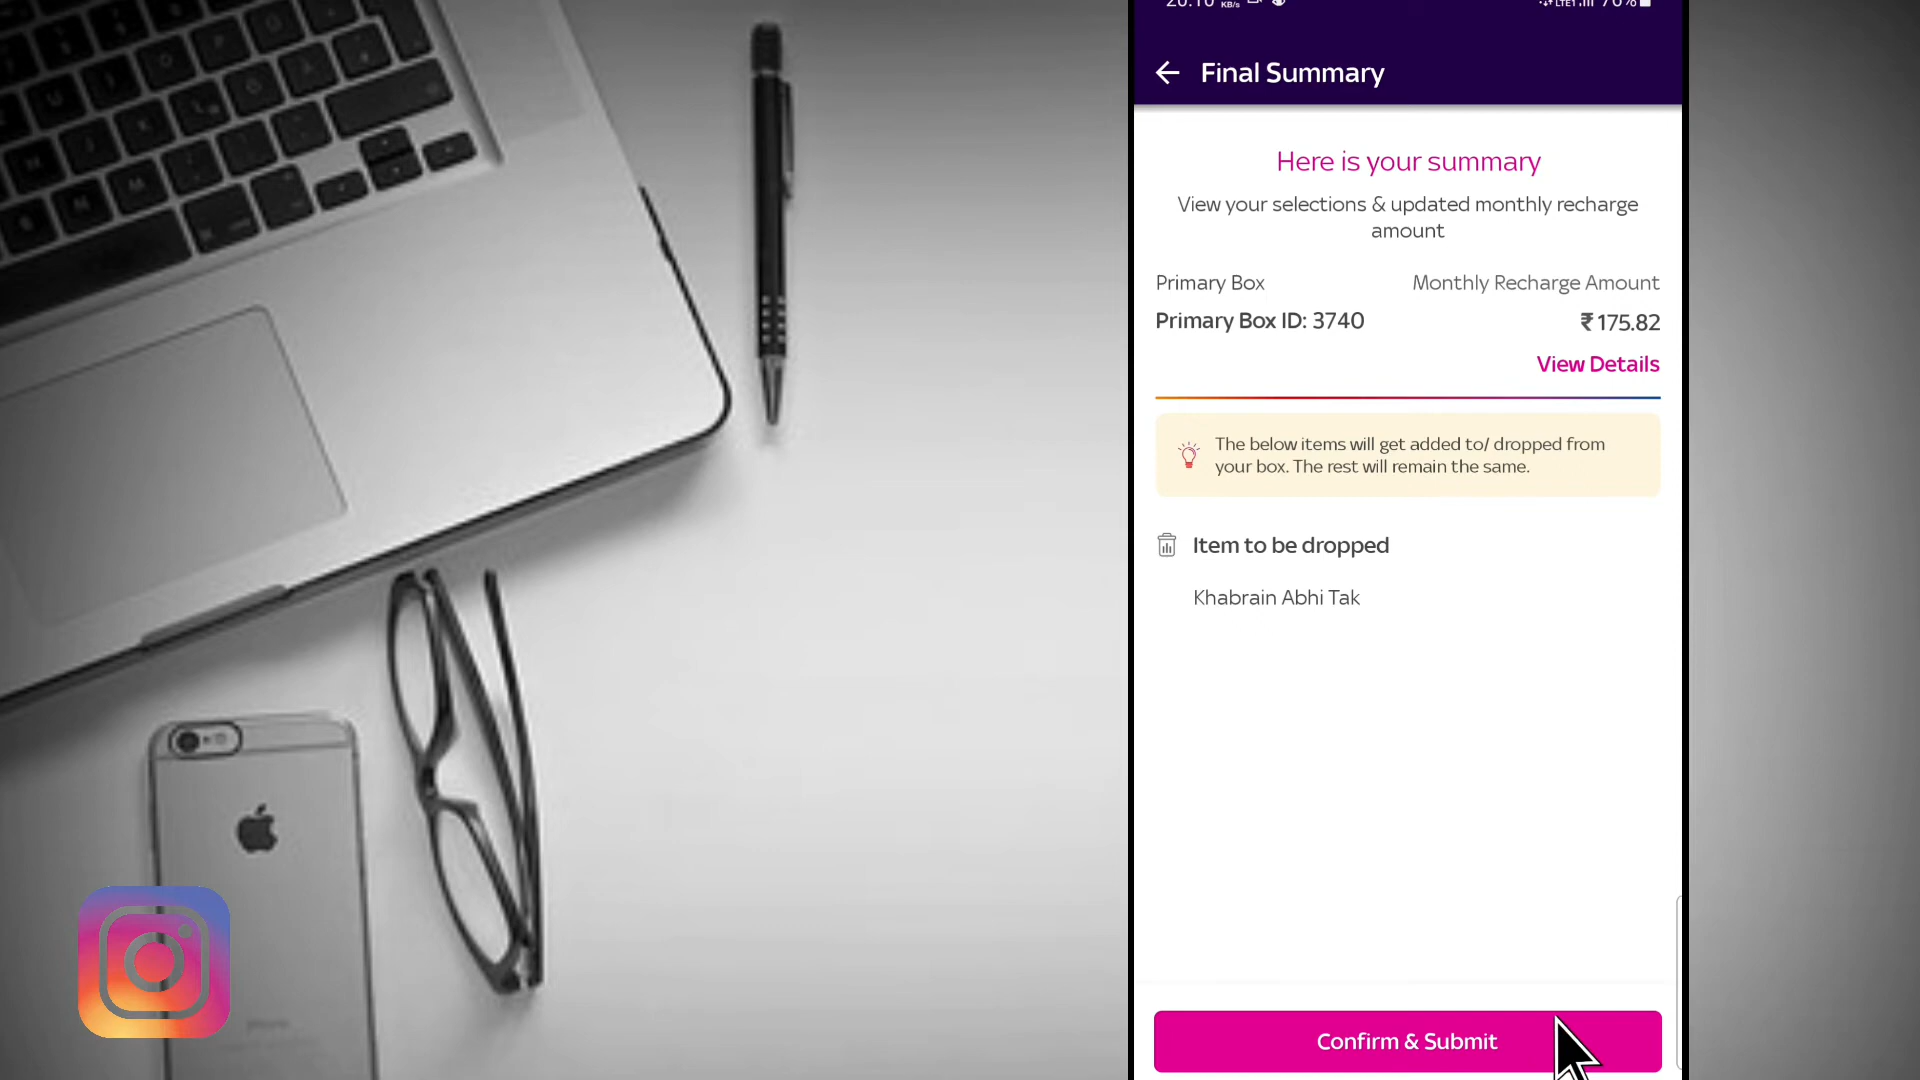 Final Summary
Here is your summary
View your selections & updated monthly recharge
amount
Primary Box
Monthly Recharge Amount
Primary Box ID: 3740
₹175.82
View Details
The below items will get added to/ dropped from
your box. The rest will remain the same.
Item to be dropped
Khabrain Abhi Tak
Confirm & Submit